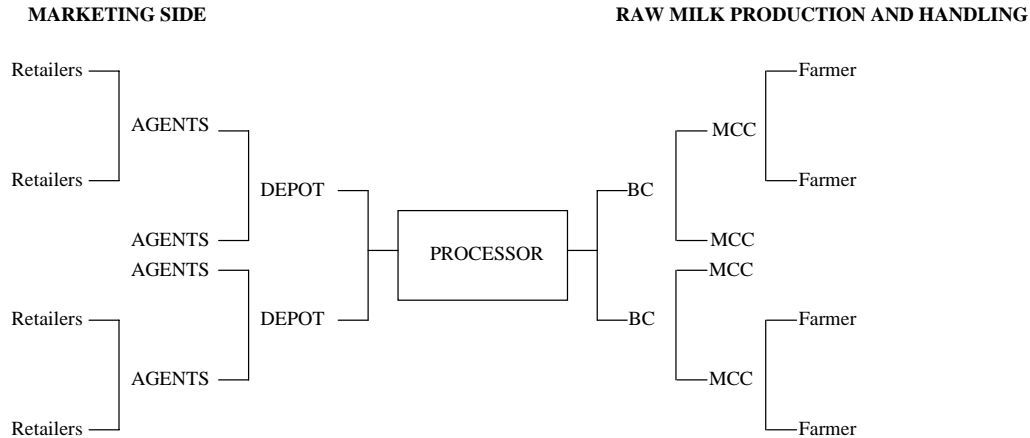 MARKETING SIDE RAW MILK PRODUCTION AND HANDLING
Retailers Farmer
AGENTS MCC
Retailers DEPOT BC Farmer
AGENTS MCC
PROCESSOR
AGENTS MCC
Retailers DEPOT BC Farmer
AGENTS MCC
Retailers Farmer